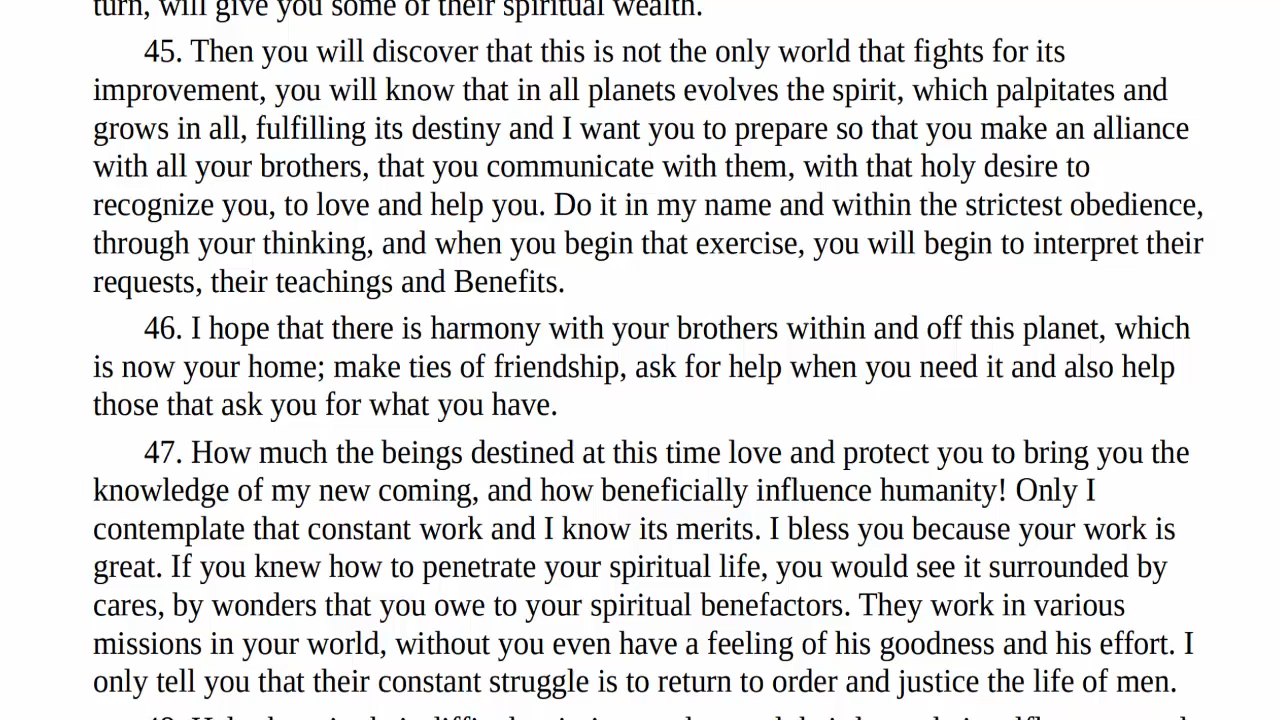 turn, will give you some of their spiritual wealth.
45. Then you will discover that this is not the only world that fights for its
improvement, you will know that in all planets evolves the spirit, which palpitates and
grows in all, fulfilling its destiny and I want you to prepare so that you make an alliance
with all your brothers, that you communicate with them, with that holy desire to
recognize you, to love and help you. Do it in my name and within the strictest obedience,
through your thinking, and when you begin that exercise, you will begin to interpret their
requests, their teachings and Benefits.
46. I hope that there is harmony with your brothers within and off this planet, which
is now your home; make ties of friendship, ask for help when you need it and also help
those that ask you for what you have.
47. How much the beings destined at this time love and protect you to bring you the
knowledge of my new coming, and how beneficially influence humanity! Only I
contemplate that constant work and I know its merits. I bless you because your work is
great. If you knew how to penetrate your spiritual life, you would see it surrounded by
cares, by wonders that you owe to your spiritual benefactors. They work in various
missions in your world, without you even have a feeling of his goodness and his effort. I
only tell you that their constant struggle is to return to order and justice the life of men.